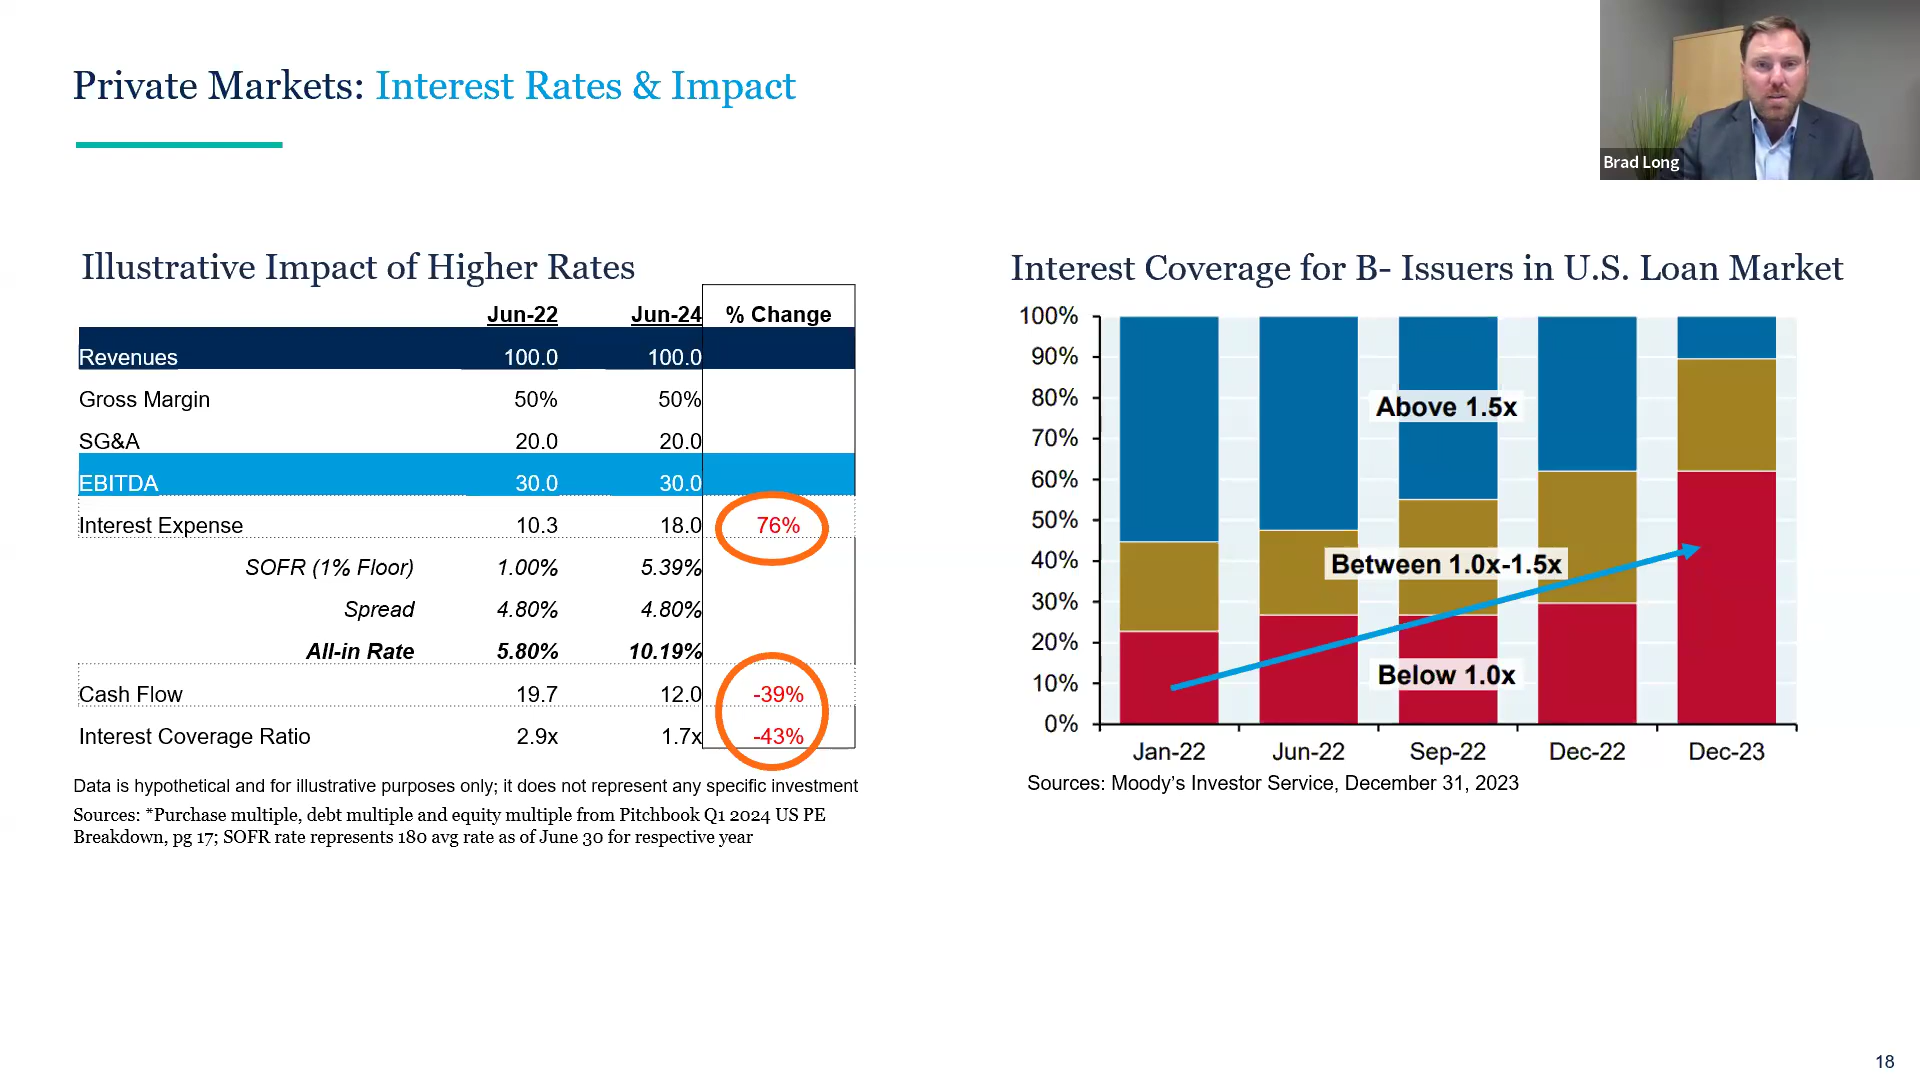 Private Markets: Interest Rates & Impact
Brad Long
Illustrative Impact of Higher Rates
Jun-22 Jun-24 % Change
Revenues 100.0 100.0
Gross Margin 50% 50%
SG&A 20.0 20.0
EBITDA 30.0 30.0
Interest Expense 10.3 18.0 76%
SOFR (1% Floor) 1.00% 5.39%
Spread 4.80% 4.80%
All-in Rate 5.80% 10.19%
Cash Flow 19.7 12.0 -39%
Interest Coverage Ratio 2.9x 1.7x -43%
Data is hypothetical and for illustrative purposes only; it does not represent any specific investment
Sources: *Purchase multiple, debt multiple and equity multiple from Pitchbook Q1 2024 US PE
Breakdown, pg 17; SOFR rate represents 180 avg rate as of June 30 for respective year
Interest Coverage for B- Issuers in U.S. Loan Market
100%
90%
80%
70%
60%
50%
40%
30%
20%
10%
0%
Above 1.5x
Between 1.0x-1.5x
Below 1.0x
Jan-22 Jun-22 Sep-22 Dec-22 Dec-23
Sources: Moody's Investor Service, December 31, 2023
18